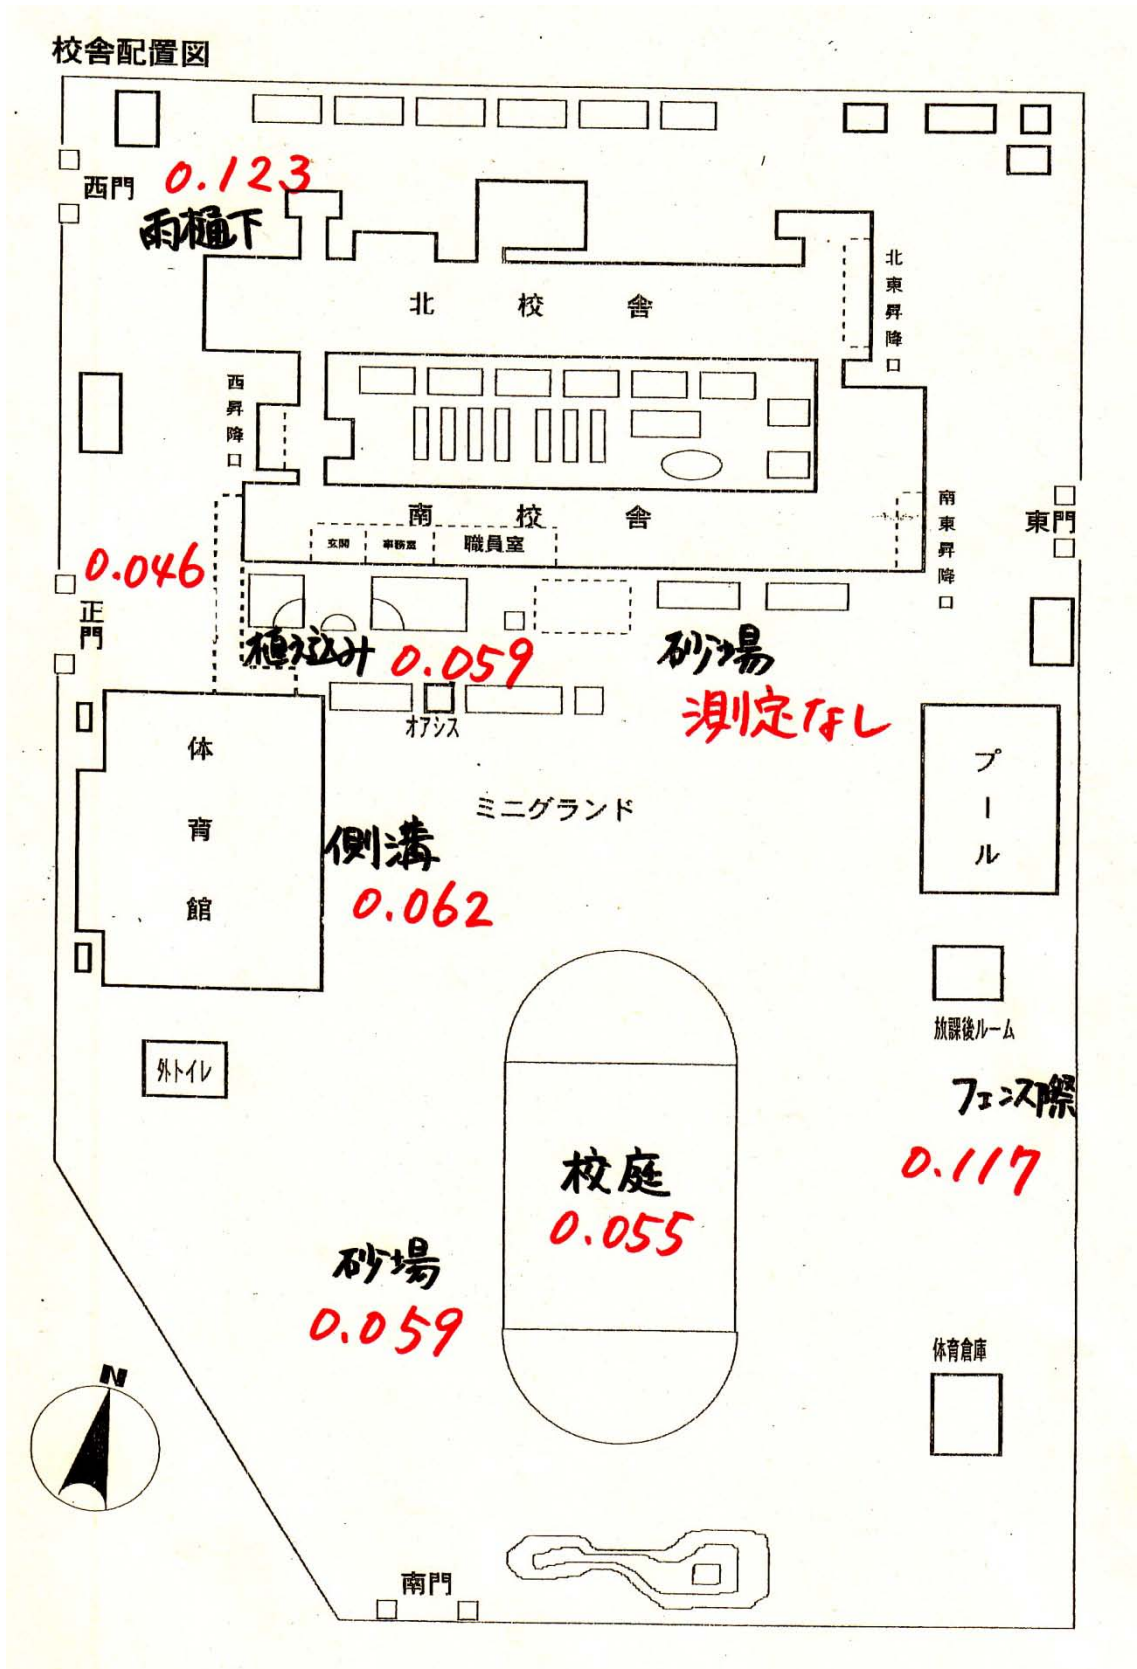 校舎配置図
西門
0.123
雨樋下
北校舎
北東昇降口
西昇降口
南校舎
南東昇降口
東門
玄関
事務室
職員室
0.046
正門
植え込み
0.059
砂場
測定なし
オアシス
体育館
プール
ミニグランド
側溝
0.062
放課後ルーム
外トイレ
フェンス際
0.117
校庭
0.055
砂場
0.059
体育倉庫
N
南門